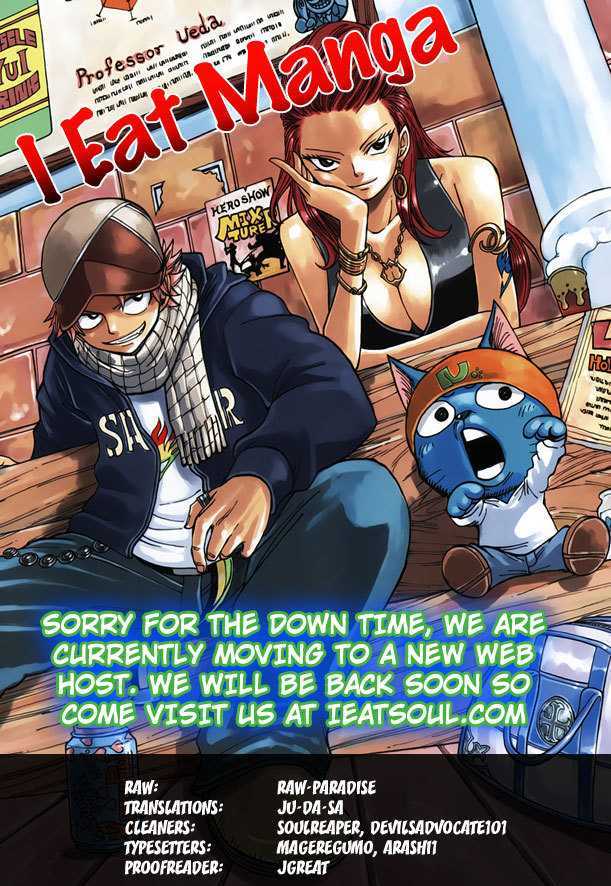 Professor Ueda
I Eat Manga
HERO SHOW
MIX
TURE!
SA R
SORRY FOR THE DOWN TIME, WE ARE
CURRENTLY MOVING TO A NEW WEB
HOST. WE WILL BE BACK SOON SO
COME VISIT US AT IEATSOUL.COM
RAW: RAW-PARADISE
TRANSLATIONS: JU-DA-SA
CLEANERS: SOULREAPER, DEVILSADVOCATE101
TYPESETTERS: MAGEREGUMO, ARASHI1
PROOFREADER: JGREAT